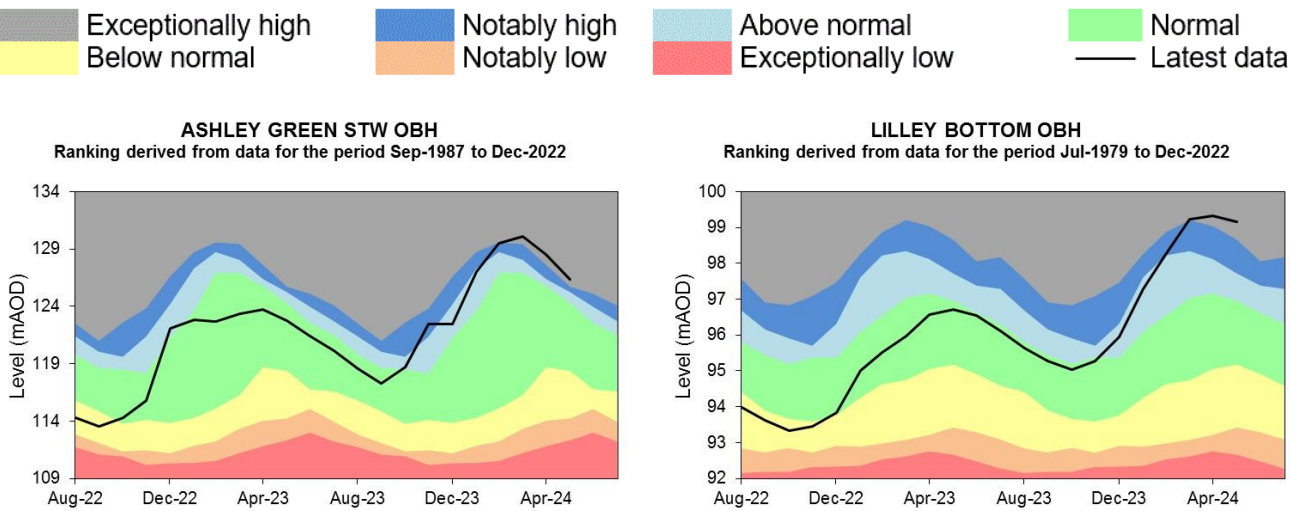 Exceptionally high Notably high Above normal Normal
Below normal Notably low Exceptionally low Latest data
ASHLEY GREEN STW OBH
Ranking derived from data for the period Sep-1987 to Dec-2022
Level (mAOD)
134
129
124
119
114
109
Aug-22 Dec-22 Apr-23 Aug-23 Dec-23 Apr-24
LILLEY BOTTOM OBH
Ranking derived from data for the period Jul-1979 to Dec-2022
Level (mAOD)
100
99
98
97
96
95
94
93
92
Aug-22 Dec-22 Apr-23 Aug-23 Dec-23 Apr-24